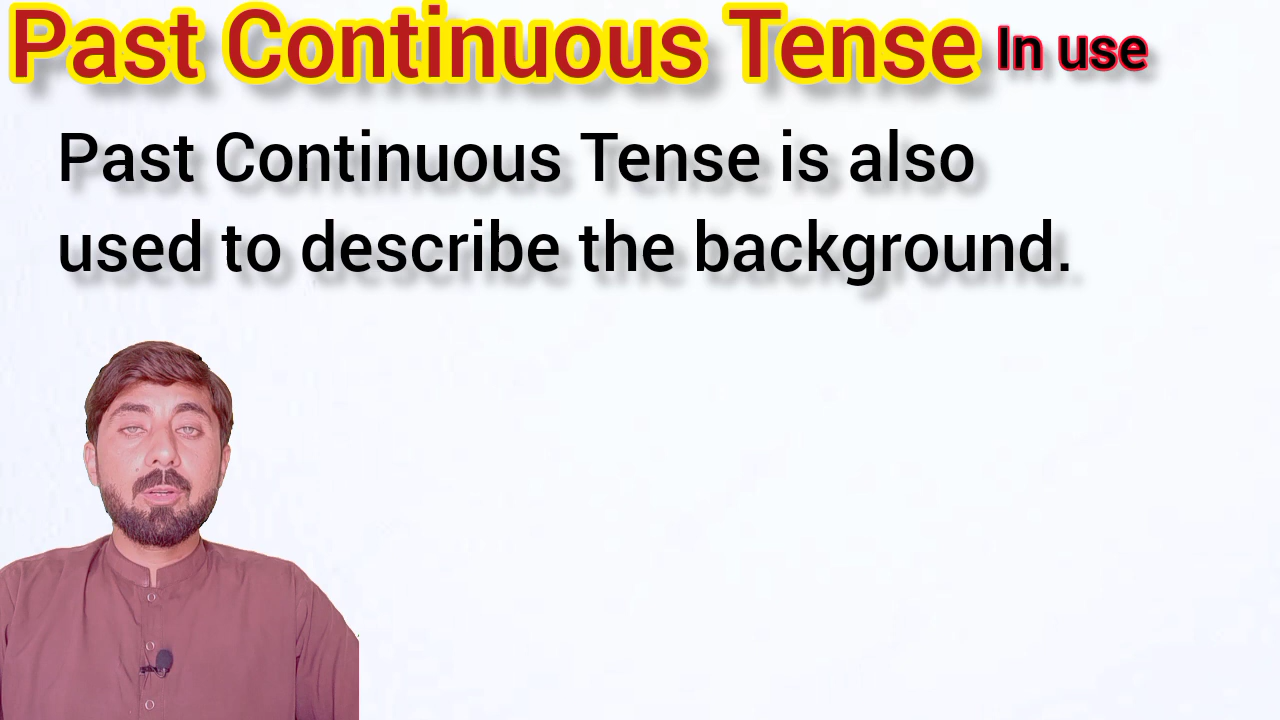 Past Continuous Tense In use
Past Continuous Tense is also
used to describe the background.